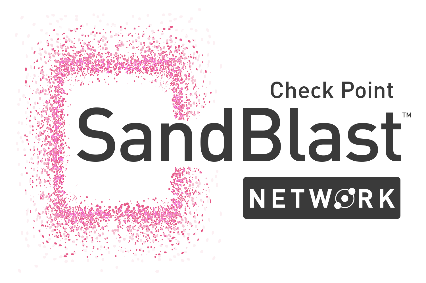 Check Point
SandBlast™
NETWORK